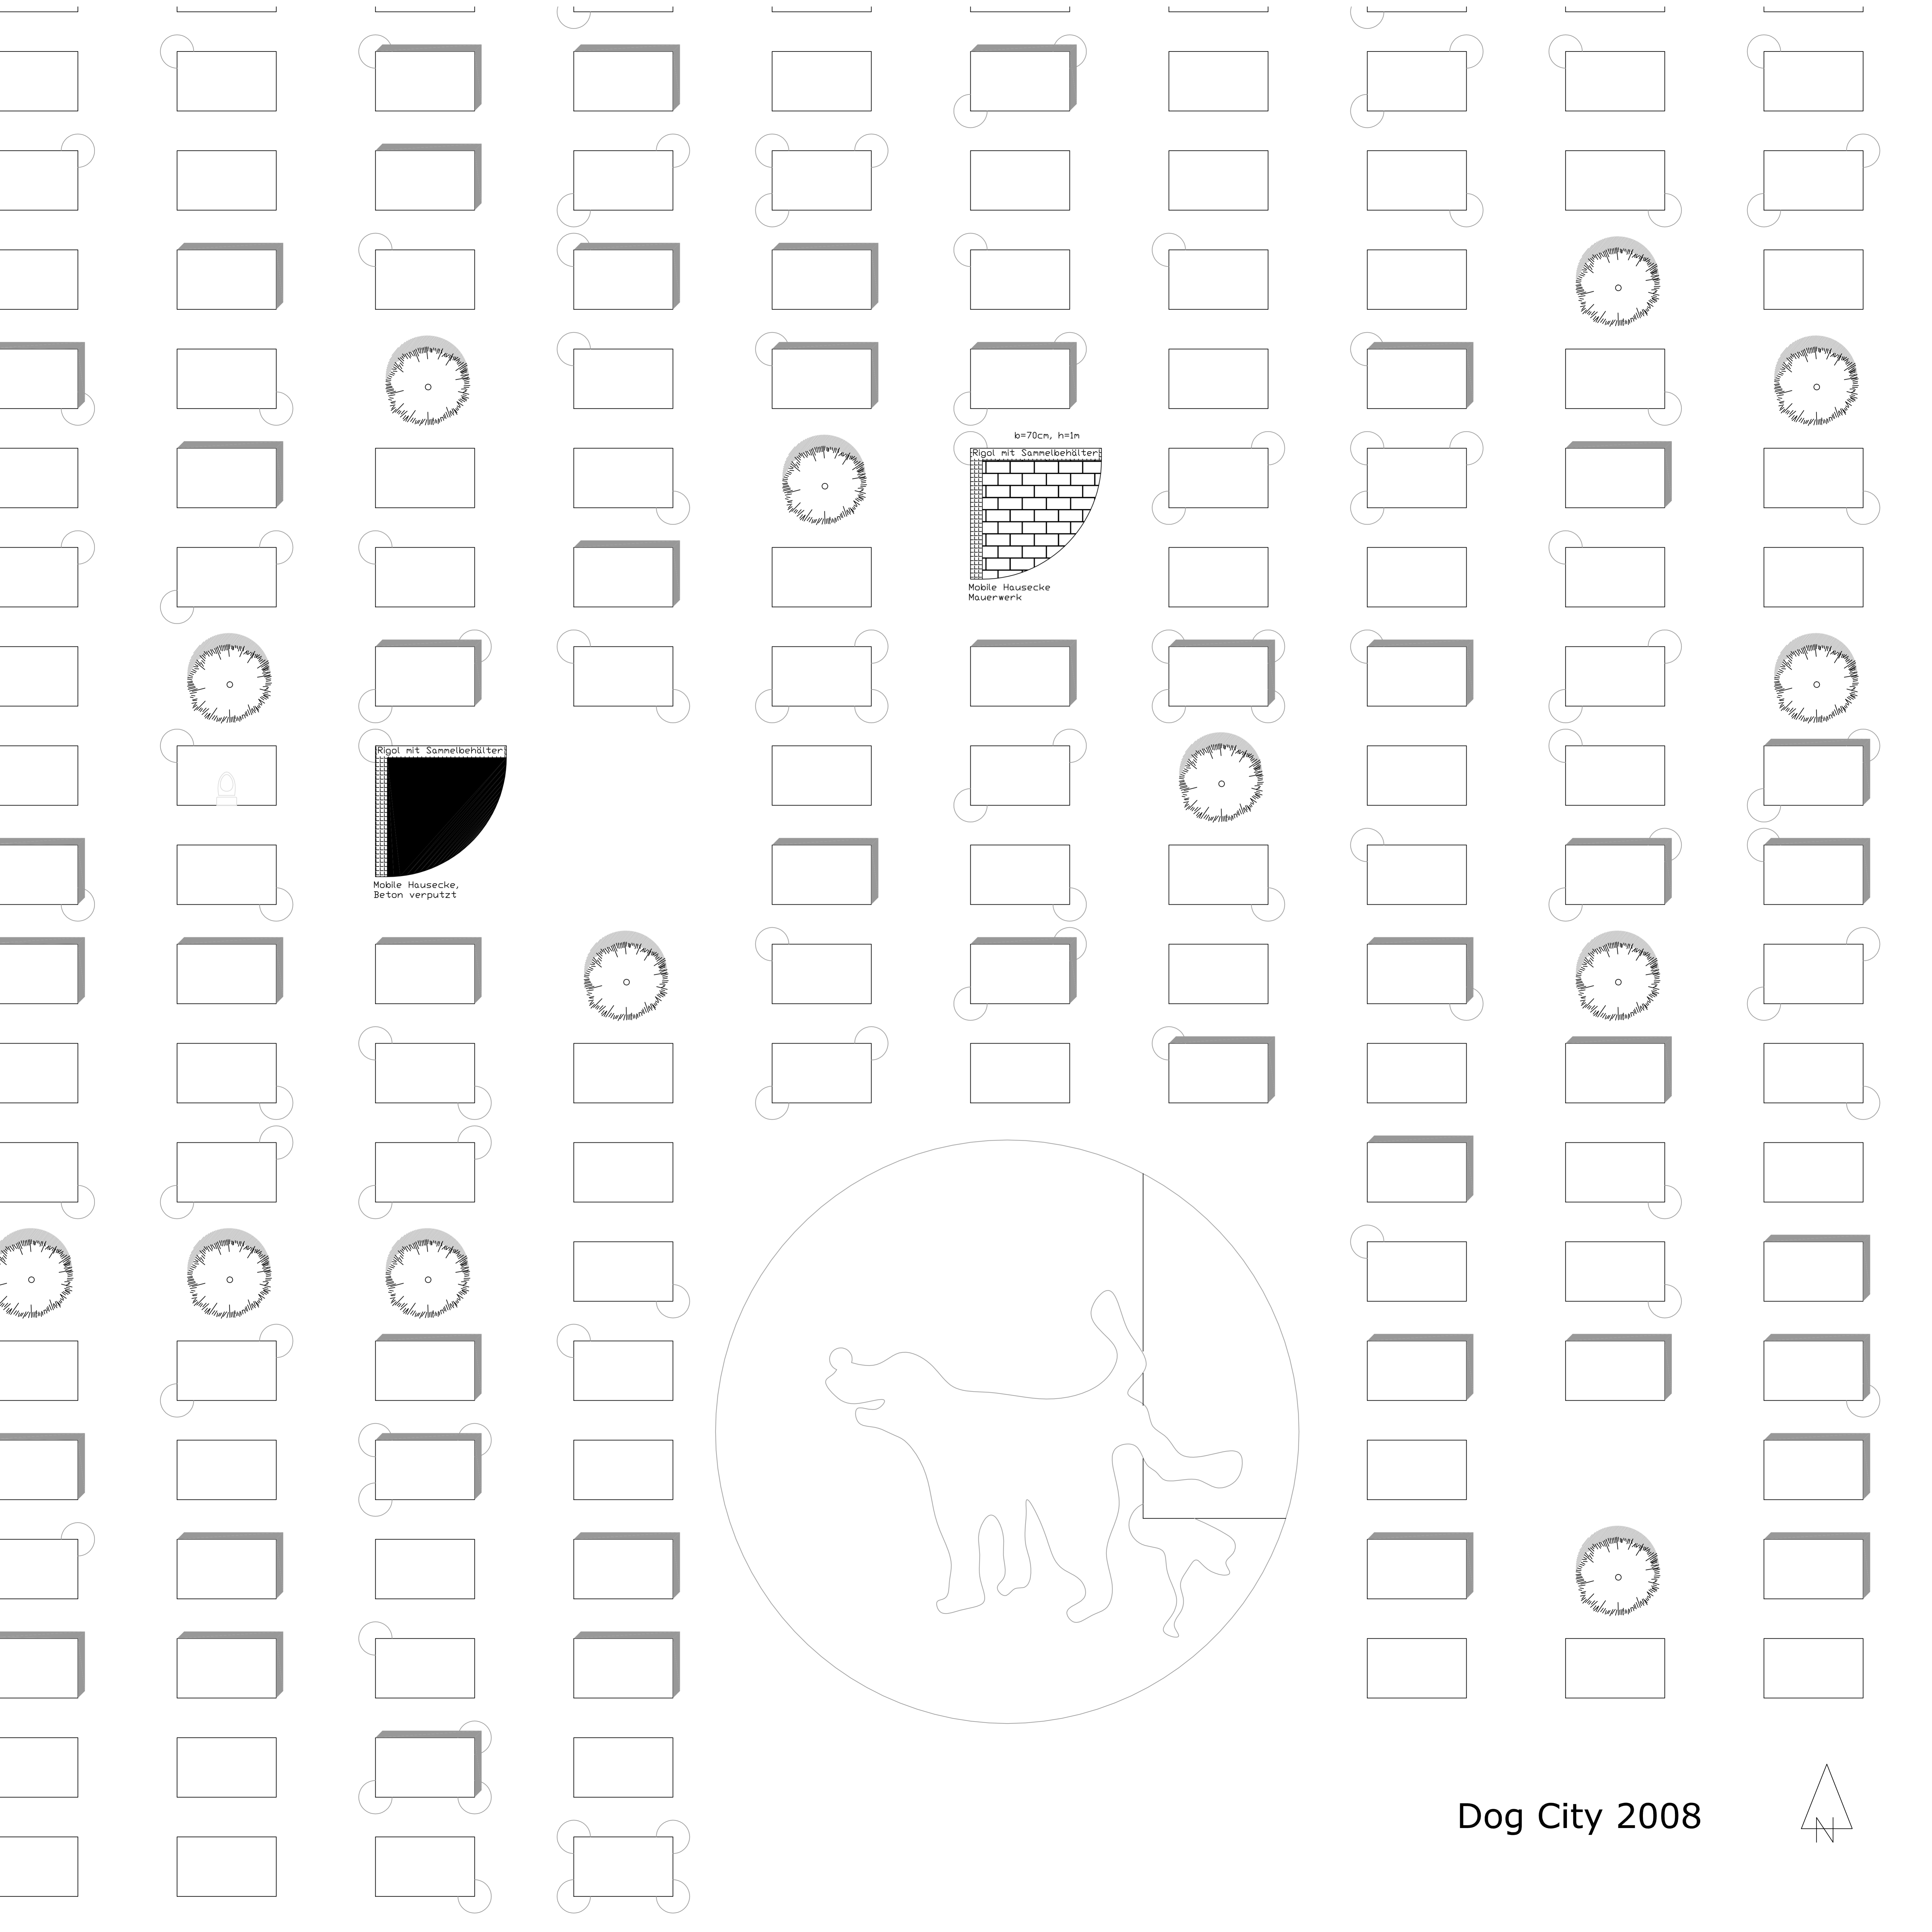 b=70cm, h=1m
Rigol mit Sammelbehälter
Mobile Hausecke
Mauerwerk
Rigol mit Sammelbehälter
Mobile Hausecke,
Beton verputzt
Dog City 2008
N